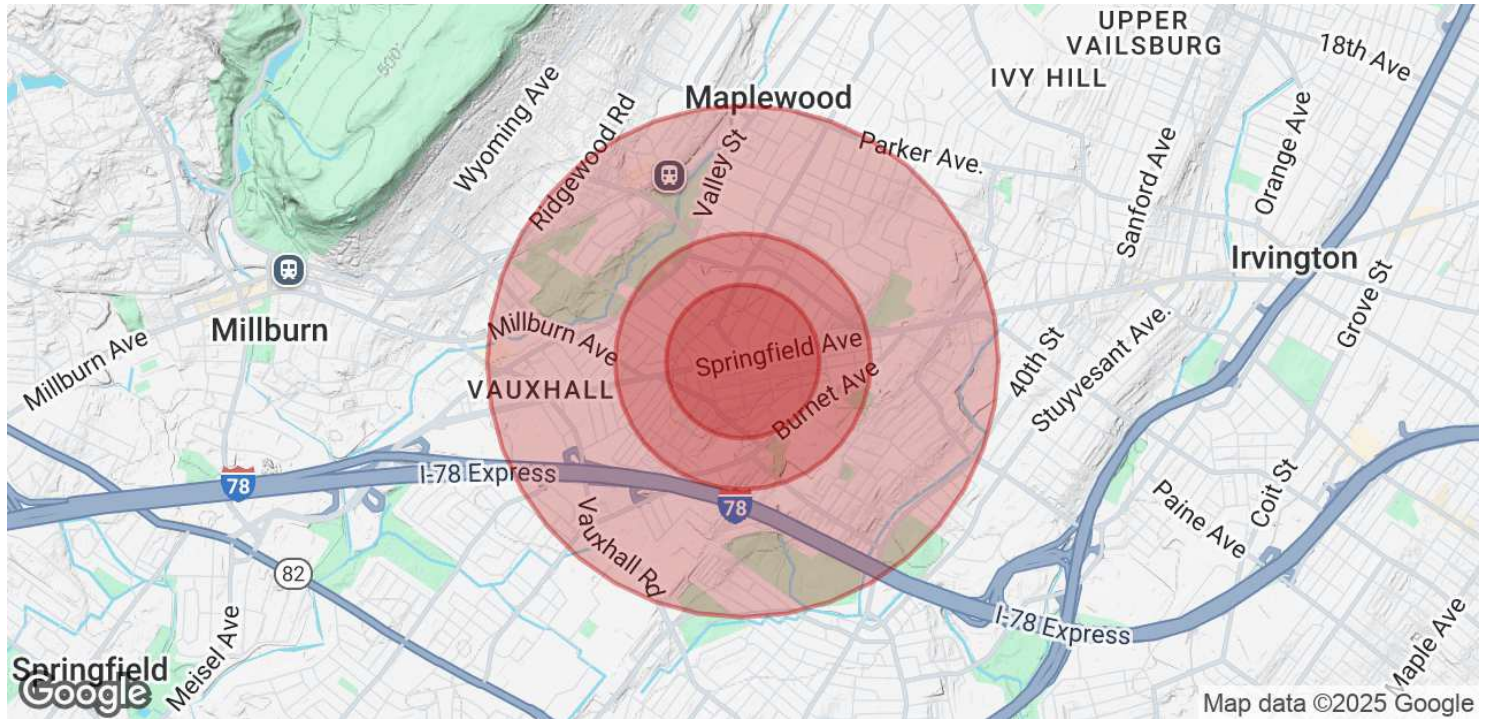 UPPER
VAILSBURG
18th Ave
IVY HILL
Maplewood
Wyoming Ave
Ridgewood Rd
Valley St
Parker Ave.
Sanford Ave
Orange Ave
Irvington
Grove St
Millburn
Millburn Ave
Millburn Ave
Springfield Ave
VAUXHALL
Burnet Ave
40th St
Stuyvesant Ave.
I-78 Express
78
78
Vauxhall Rd
Paine Ave
Coit St
82
I-78 Express
Meisel Ave
Maple Ave
Springfield
Google
500'
Map data ©2025 Google